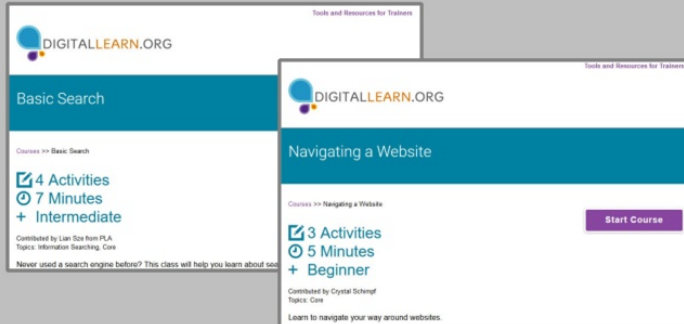 Tools and Resources for Trainers
DIGITALLEARN.ORG
Basic Search
Courses >> Basic Search
4 Activities
7 Minutes
+ Intermediate
Contributed by Lian Sze from PLA
Topics: Information Searching, Core
Never used a search engine before? This class will help you learn about sea
Tools and Resources for Trainers
DIGITALLEARN.ORG
Navigating a Website
Courses >> Navigating a Website
Start Course
3 Activities
5 Minutes
+ Beginner
Contributed by Crystal Schimpf
Topics: Core
Learn to navigate your way around websites.